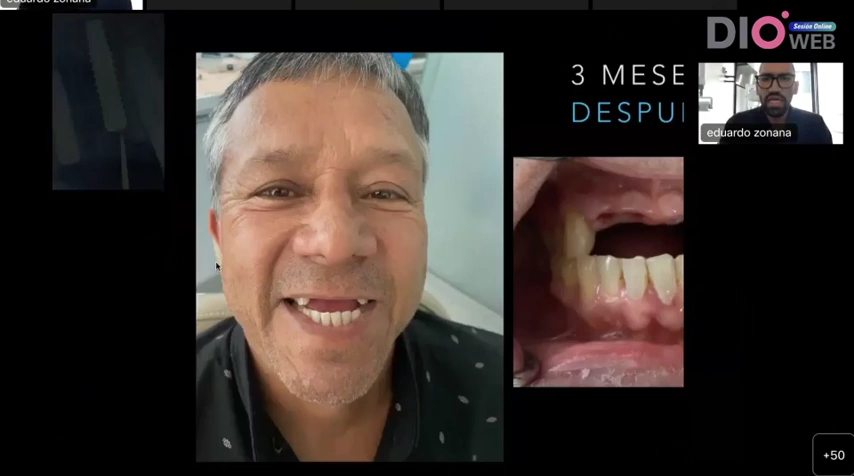 eduardo zonana
DIO WEB
Sesión Online
3 MESE
DESPU
eduardo zonana
+50